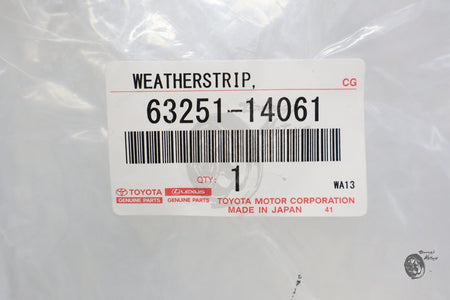 WEATHERSTRIP, CG
63251-14061
QTY: 1 WA13
TOYOTA LEXUS
GENUINE PARTS GENUINE PARTS
TOYOTA MOTOR CORPORATION
MADE IN JAPAN 41